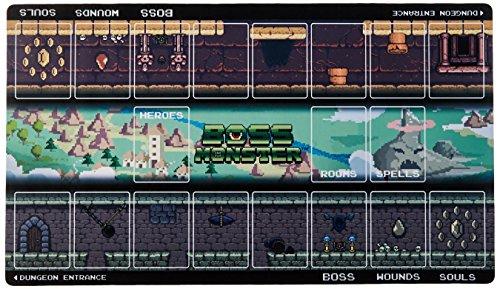 SOULS WOUNDS BOSS DUNGEON ENTRANCE
HEROES
BOSS
MONSTER
ROOMS SPELLS
DUNGEON ENTRANCE BOSS WOUNDS SOULS